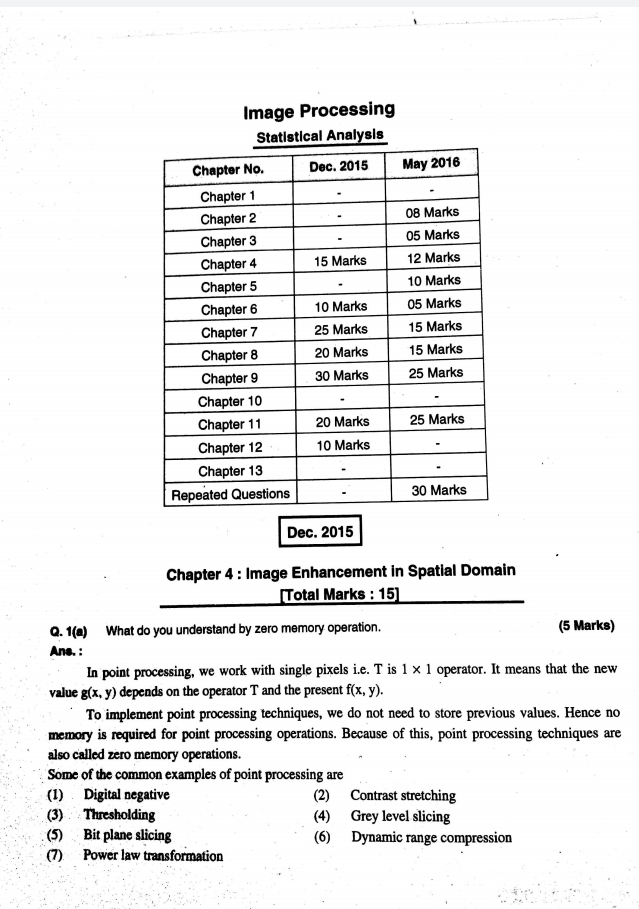 Image Processing
Statistical Analysis
Chapter No. Dec. 2015 May 2016
Chapter 1 - -
Chapter 2 - 08 Marks
Chapter 3 - 05 Marks
Chapter 4 15 Marks 12 Marks
Chapter 5 - 10 Marks
Chapter 6 10 Marks 05 Marks
Chapter 7 25 Marks 15 Marks
Chapter 8 20 Marks 15 Marks
Chapter 9 30 Marks 25 Marks
Chapter 10 - -
Chapter 11 20 Marks 25 Marks
Chapter 12 10 Marks -
Chapter 13 - -
Repeated Questions - 30 Marks
Dec. 2015
Chapter 4 : Image Enhancement in Spatial Domain
[Total Marks : 15]
Q. 1(a) What do you understand by zero memory operation. (5 Marks)
Ans. :
In point processing, we work with single pixels i.e. T is 1 × 1 operator. It means that the new
value g(x, y) depends on the operator T and the present f(x, y).
To implement point processing techniques, we do not need to store previous values. Hence no
memory is required for point processing operations. Because of this, point processing techniques are
also called zero memory operations.
Some of the common examples of point processing are
(1) Digital negative (2) Contrast stretching
(3) Thresholding (4) Grey level slicing
(5) Bit plane slicing (6) Dynamic range compression
(7) Power law transformation